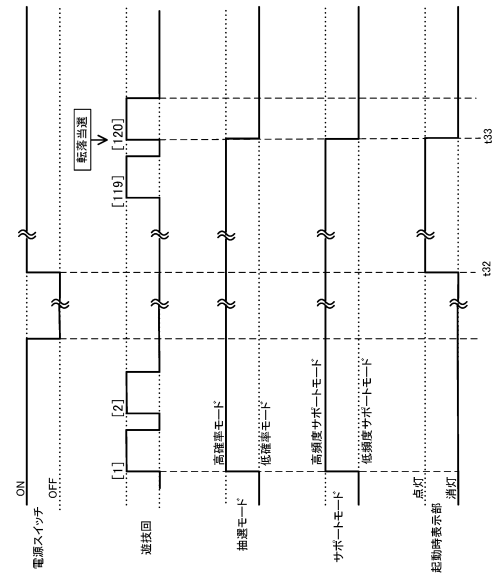 電源スイッチ
ON
OFF
遊技回
[1]
[2]
[119]
[120]
転落当選
抽選モード
高確率モード
低確率モード
サポートモード
高頻度サポートモード
低頻度サポートモード
起動時表示部
点灯
消灯
t32
t33